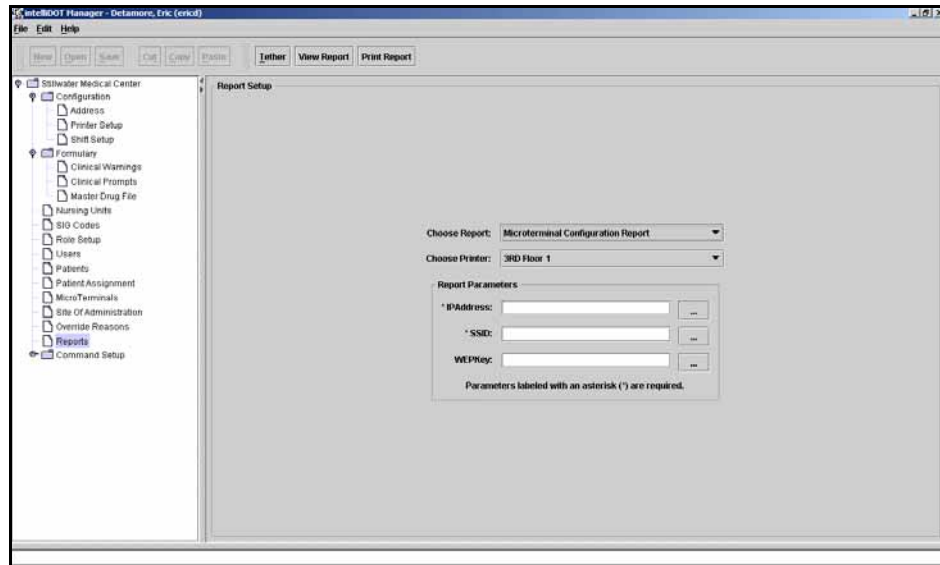 intelliDOT Manager - Detamore, Eric (ericd)
File Edit Help
New Open Save Cut Copy Paste Tether View Report Print Report
Stillwater Medical Center
Configuration
Address
Printer Setup
Shift Setup
Formulary
Clinical Warnings
Clinical Prompts
Master Drug File
Nursing Units
SIG Codes
Role Setup
Users
Patients
Patient Assignment
MicroTerminals
Site Of Administration
Override Reasons
Reports
Command Setup
Report Setup
Choose Report: Microterminal Configuration Report
Choose Printer: 3RD Floor 1
Report Parameters
* IPAddress: ...
* SSID: ...
WEPKey: ...
Parameters labeled with an asterisk (*) are required.